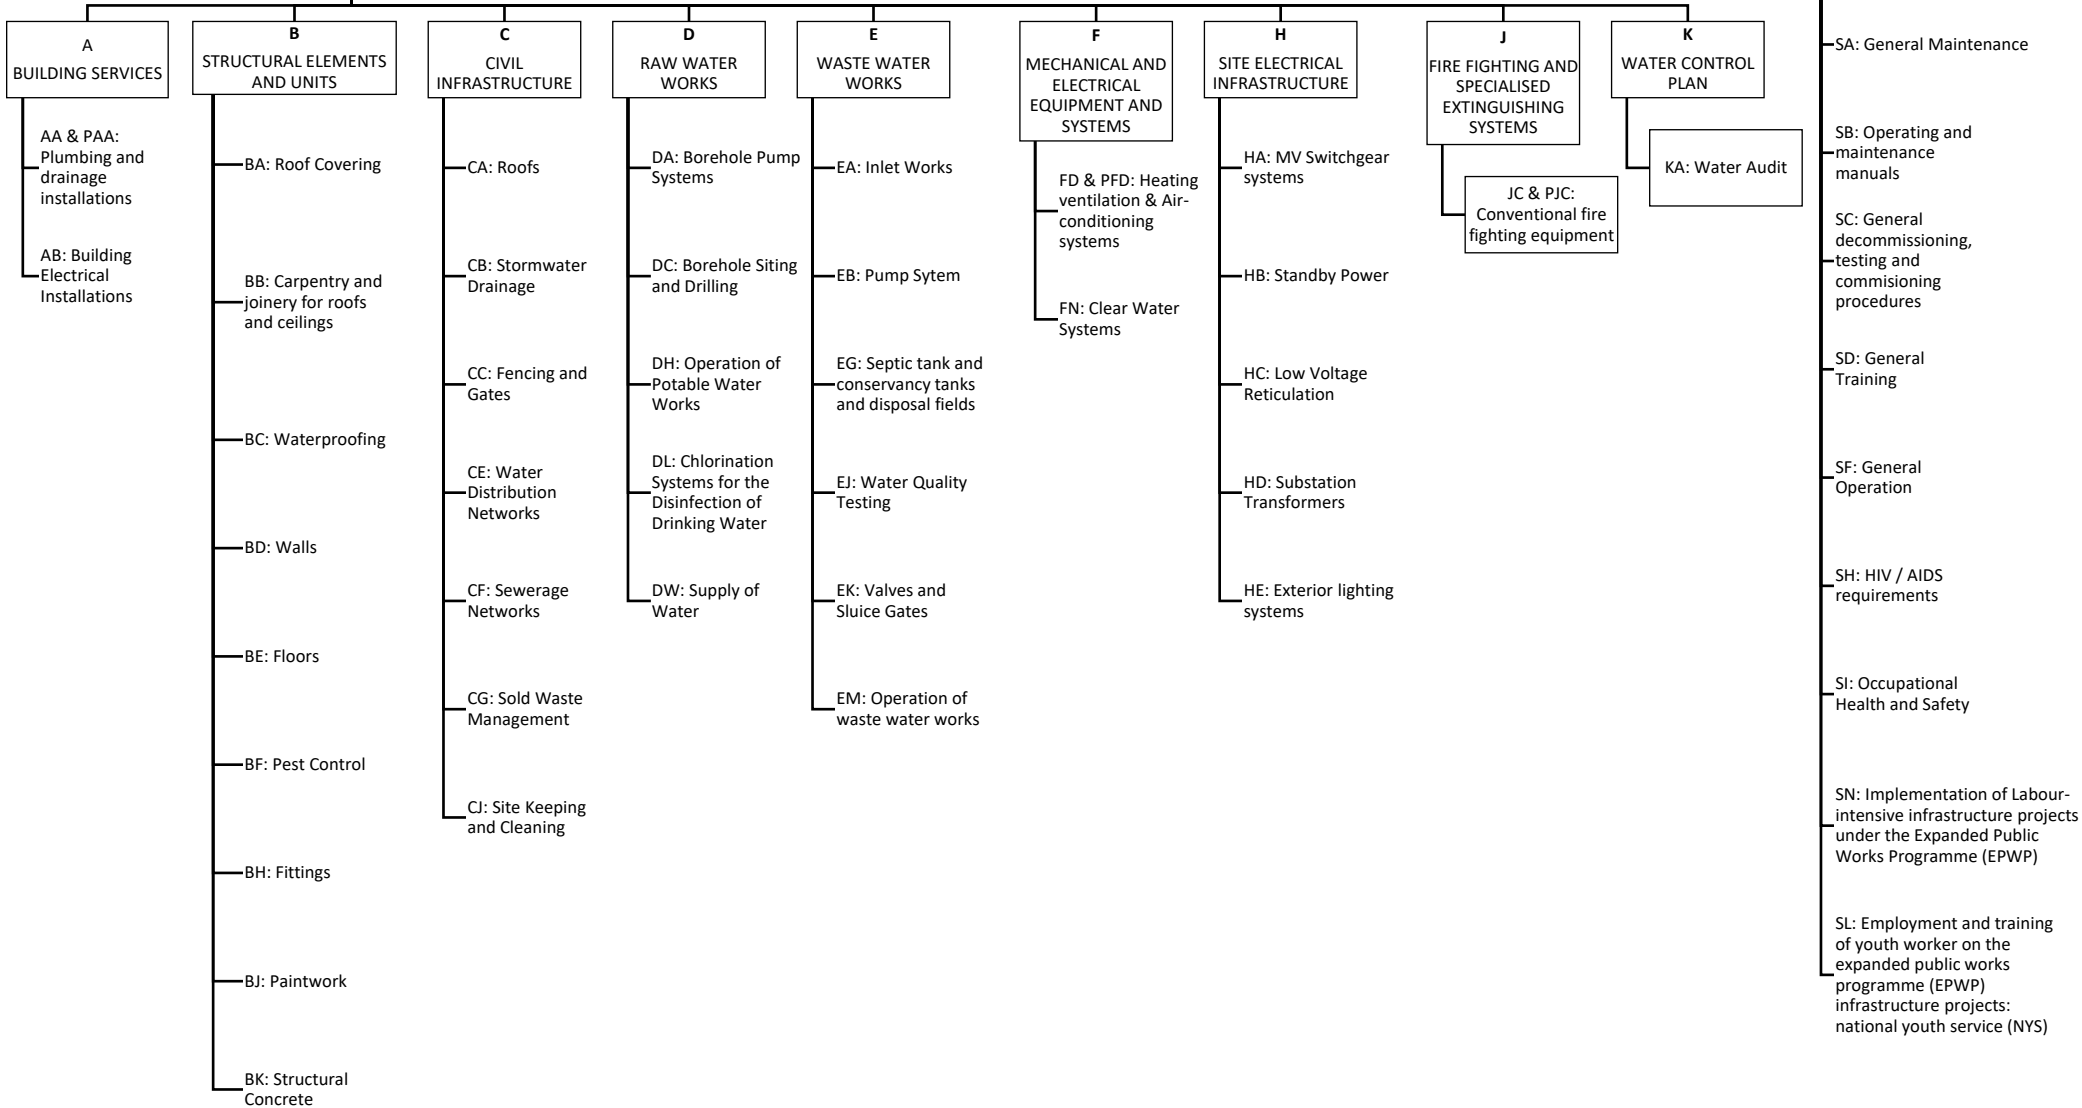 A
BUILDING SERVICES
AA & PAA:
Plumbing and
drainage
installations
AB: Building
Electrical
Installations
B
STRUCTURAL ELEMENTS
AND UNITS
BA: Roof Covering
BB: Carpentry and
joinery for roofs
and ceilings
BC: Waterproofing
BD: Walls
BE: Floors
BF: Pest Control
BH: Fittings
BJ: Paintwork
BK: Structural
Concrete
C
CIVIL
INFRASTRUCTURE
CA: Roofs
CB: Stormwater
Drainage
CC: Fencing and
Gates
CE: Water
Distribution
Networks
CF: Sewerage
Networks
CG: Sold Waste
Management
CJ: Site Keeping
and Cleaning
D
RAW WATER
WORKS
DA: Borehole Pump
Systems
DC: Borehole Siting
and Drilling
DH: Operation of
Potable Water
Works
DL: Chlorination
Systems for the
Disinfection of
Drinking Water
DW: Supply of
Water
E
WASTE WATER
WORKS
EA: Inlet Works
EB: Pump Sytem
EG: Septic tank and
conservancy tanks
and disposal fields
EJ: Water Quality
Testing
EK: Valves and
Sluice Gates
EM: Operation of
waste water works
F
MECHANICAL AND
ELECTRICAL
EQUIPMENT AND
SYSTEMS
FD & PFD: Heating
ventilation & Air-
conditioning
systems
FN: Clear Water
Systems
H
SITE ELECTRICAL
INFRASTRUCTURE
HA: MV Switchgear
systems
HB: Standby Power
HC: Low Voltage
Reticulation
HD: Substation
Transformers
HE: Exterior lighting
systems
J
FIRE FIGHTING AND
SPECIALISED
EXTINGUISHING
SYSTEMS
JC & PJC:
Conventional fire
fighting equipment
K
WATER CONTROL
PLAN
KA: Water Audit
SA: General Maintenance
SB: Operating and
maintenance
manuals
SC: General
decommissioning,
testing and
commisioning
procedures
SD: General
Training
SF: General
Operation
SH: HIV / AIDS
requirements
SI: Occupational
Health and Safety
SN: Implementation of Labour-
intensive infrastructure projects
under the Expanded Public
Works Programme (EPWP)
SL: Employment and training
of youth worker on the
expanded public works
programme (EPWP)
infrastructure projects:
national youth service (NYS)